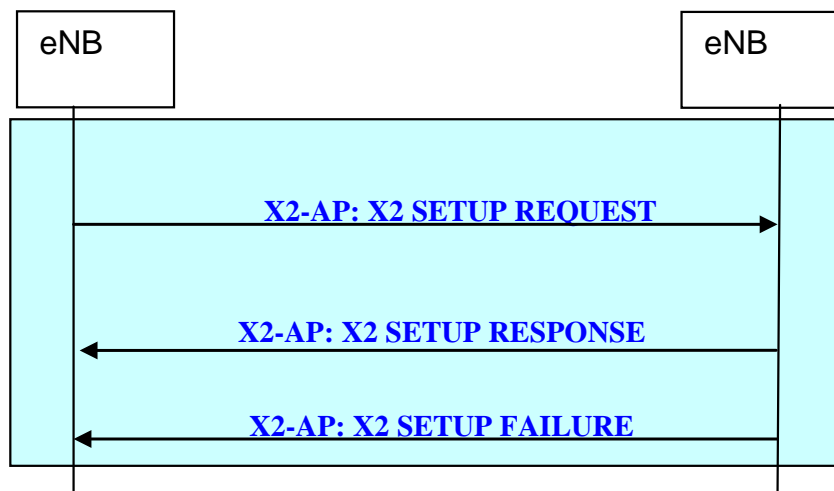 eNB
eNB
X2-AP: X2 SETUP REQUEST
X2-AP: X2 SETUP RESPONSE
X2-AP: X2 SETUP FAILURE